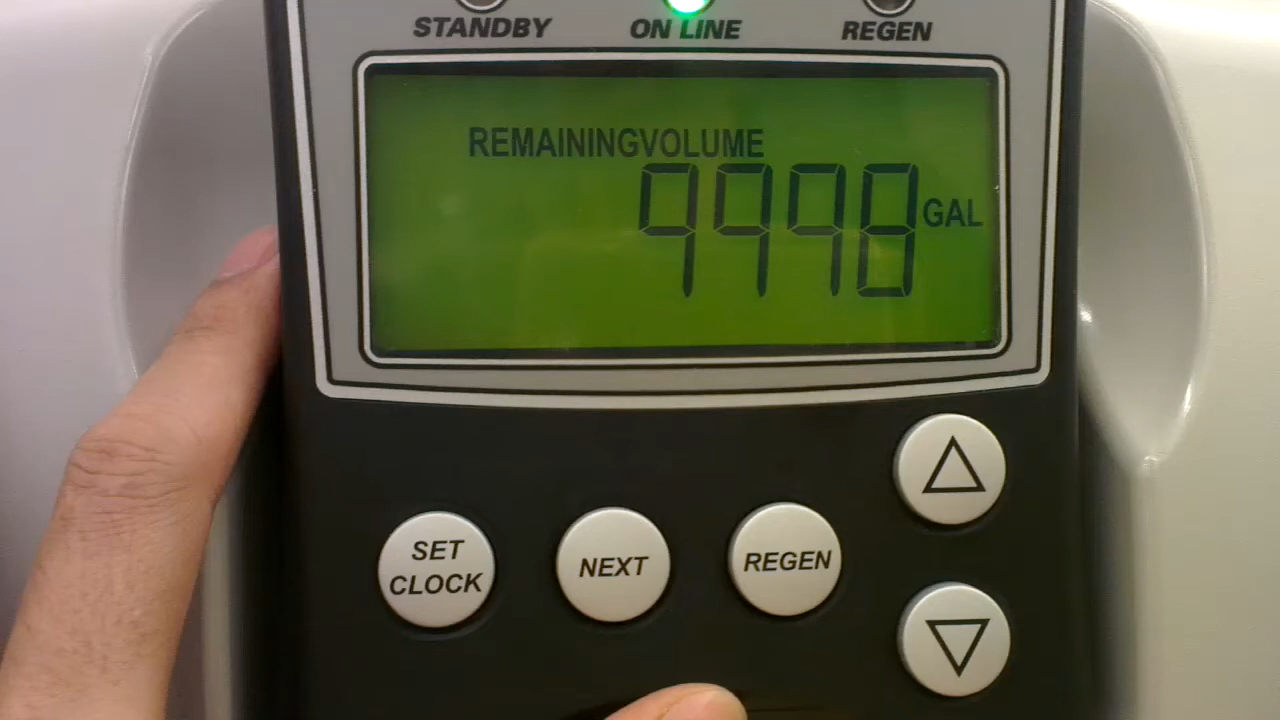 STANDBY ON LINE REGEN
REMAININGVOLUME
9998 GAL
SET
CLOCK
NEXT
REGEN